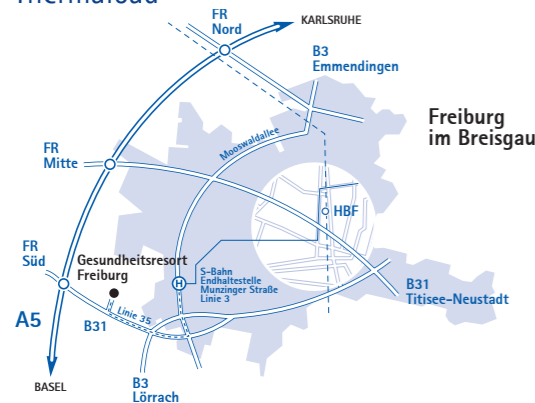 Thermalbad
FR
Nord
KARLSRUHE
B3
Emmendingen
Freiburg
im Breisgau
Mooswaldallee
FR
Mitte
HBF
FR
Süd
Gesundheitsresort
Freiburg
H
S-Bahn
Endhaltestelle
Munzinger Straße
Linie 3
B31
Titisee-Neustadt
A5
B31
Linie 35
BASEL
B3
Lörrach